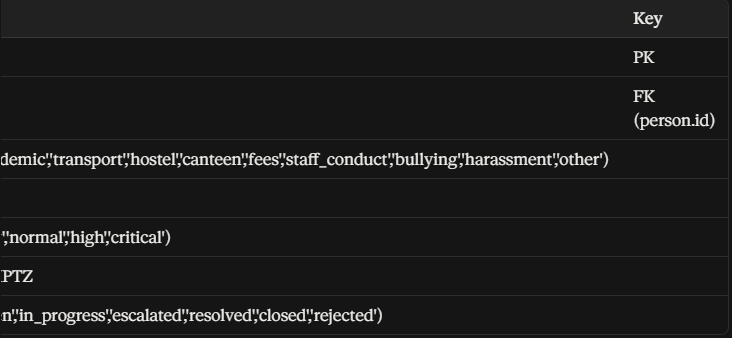 Key
PK
FK
(person.id)
demic','transport','hostel','canteen','fees','staff_conduct','bullying','harassment','other')
','normal','high','critical')
PTZ
n','in_progress','escalated','resolved','closed','rejected')